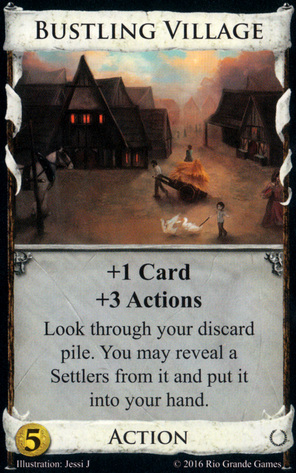 BUSTLING VILLAGE
+1 Card
+3 Actions
Look through your discard
pile. You may reveal a
Settlers from it and put it
into your hand.
5
ACTION
Illustration: Jessi J
© 2016 Rio Grande Games